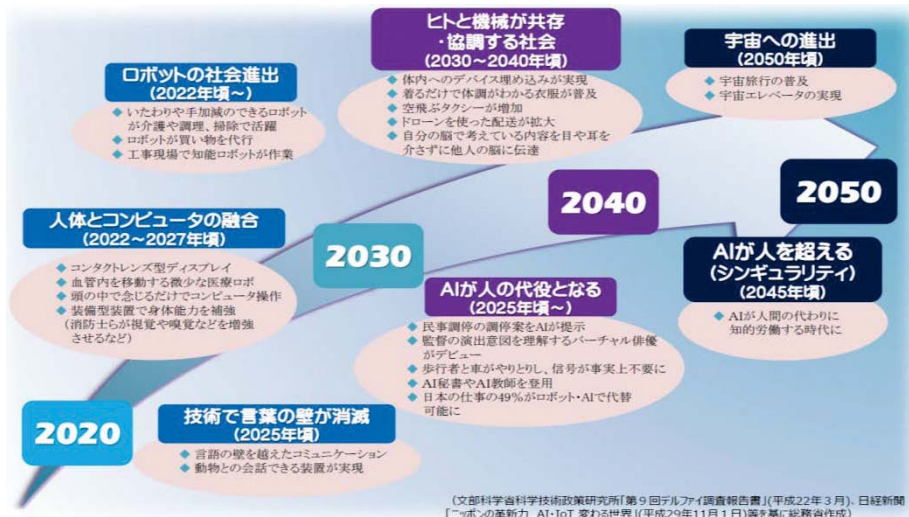 ロボットの社会進出
(2022年頃～)
◆ いたわりや手加減のできるロボット
が介護や調理、掃除で活躍
◆ ロボットが買い物を代行
◆ 工事現場で知能ロボットが作業
ヒトと機械が共存
・協調する社会
(2030～2040年頃)
◆ 体内へのデバイス埋め込みが実現
◆ 着るだけで体調がわかる衣服が普及
◆ 空飛ぶタクシーが増加
◆ ドローンを使った配送が拡大
◆ 自分の脳で考えている内容を目や耳を
介さずに他人の脳に伝達
宇宙への進出
(2050年頃)
◆ 宇宙旅行の普及
◆ 宇宙エレベータの実現
人体とコンピュータの融合
(2022～2027年頃)
◆ コンタクトレンズ型ディスプレイ
◆ 血管内を移動する微少な医療ロボ
◆ 頭の中で念じるだけでコンピュータ操作
◆ 装備型装置で身体能力を補強
(消防士らが視覚や嗅覚などを増強
させるなど)
2030
2040
2050
AIが人の代役となる
(2025年頃～)
◆ 民事調停の調停案をAIが提示
◆ 監督の演出意図を理解するバーチャル俳優
がデビュー
◆ 歩行者と車がやりとりし、信号が事実上不要に
◆ AI秘書やAI教師を登用
◆ 日本の仕事の49%がロボット・AIで代替
可能に
AIが人を超える
(シンギュラリティ)
(2045年頃)
◆ AIが人間の代わりに
知的労働する時代に
2020
技術で言葉の壁が消滅
(2025年頃)
◆ 言語の壁を越えたコミュニケーション
◆ 動物との会話できる装置が実現
(文部科学省科学技術政策研究所「第9回デルファイ調査報告書」(平成22年3月)、日経新聞
「ニッポンの革新力 AI・IoT 変わる世界」(平成29年11月1日)等を基に総務省作成)